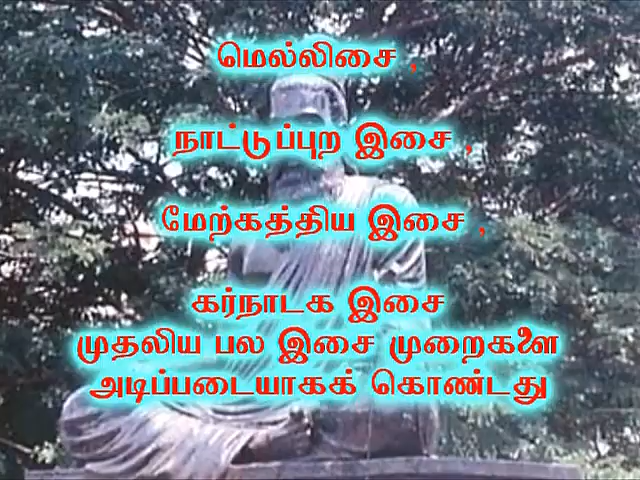 மெல்லிசை ,
நாட்டுப்புற இசை ,
மேற்கத்திய இசை ,
கர்நாடக இசை
முதலிய பல இசை முறைகளை
அடிப்படையாகக் கொண்டது